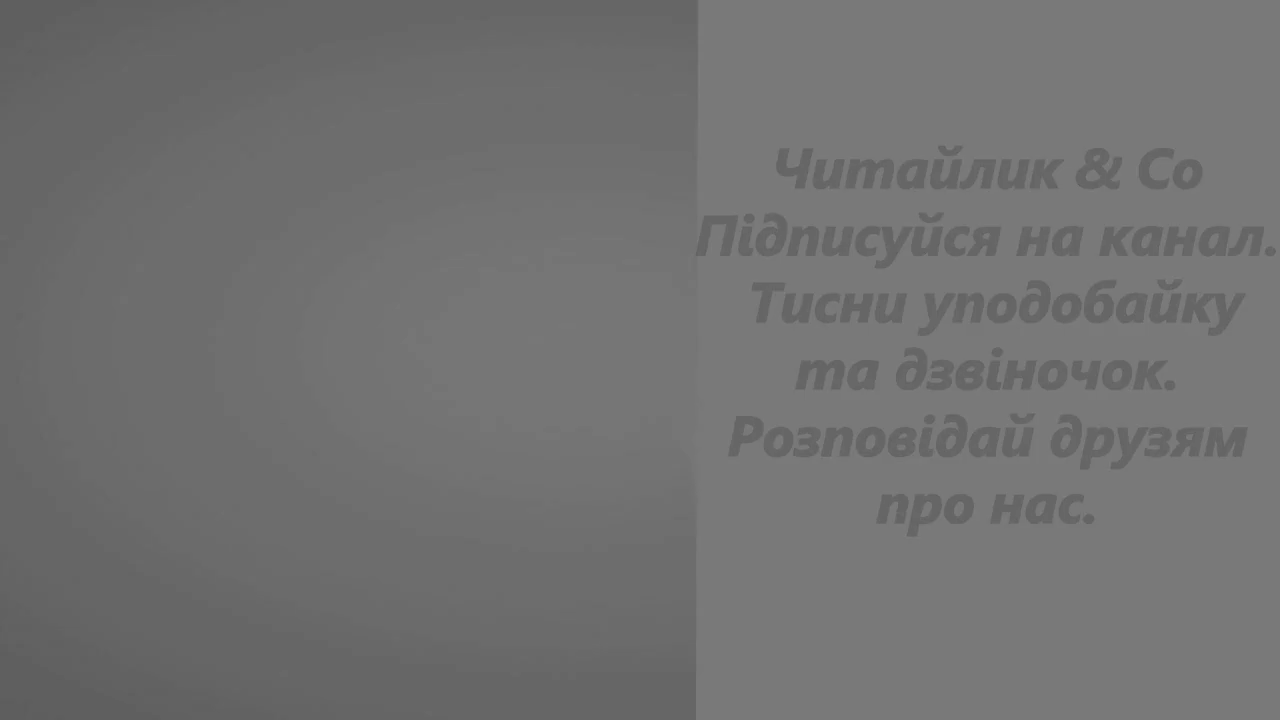 Читайлик & Co
Підписуйся на канал.
Тисни уподобайку
та дзвіночок.
Розповідай друзям
про нас.